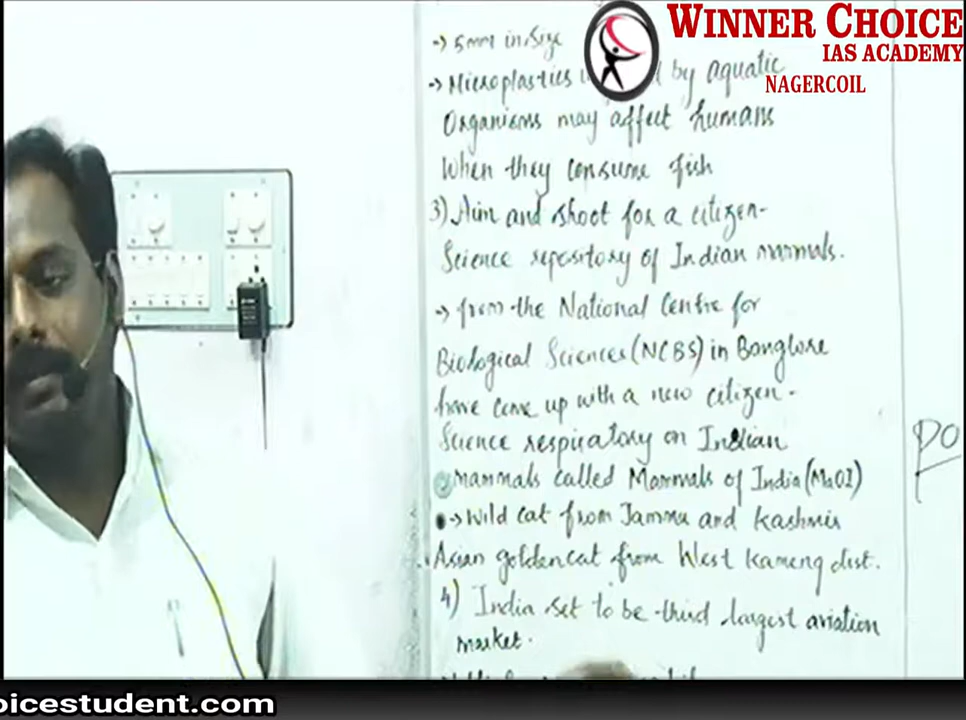 WINNER CHOICE
IAS ACADEMY
NAGERCOIL
→ 5mm in size
→ Microplastics by aquatic
Organisms may affect humans
When they consume fish
3) Aim and shoot for a citizen-
Science repository of Indian mammals.
→ from the National Centre for
Biological Sciences (NCBS) in Banglore
have come up with a new citizen-
Science respiratory on Indian
mammals called Mammals of India (MaOI)
→ Wild cat from Jammu and Kashmir
Asian golden cat from West Kameng dist.
4) India set to be third largest aviation
market.
PO
oicestudent.com